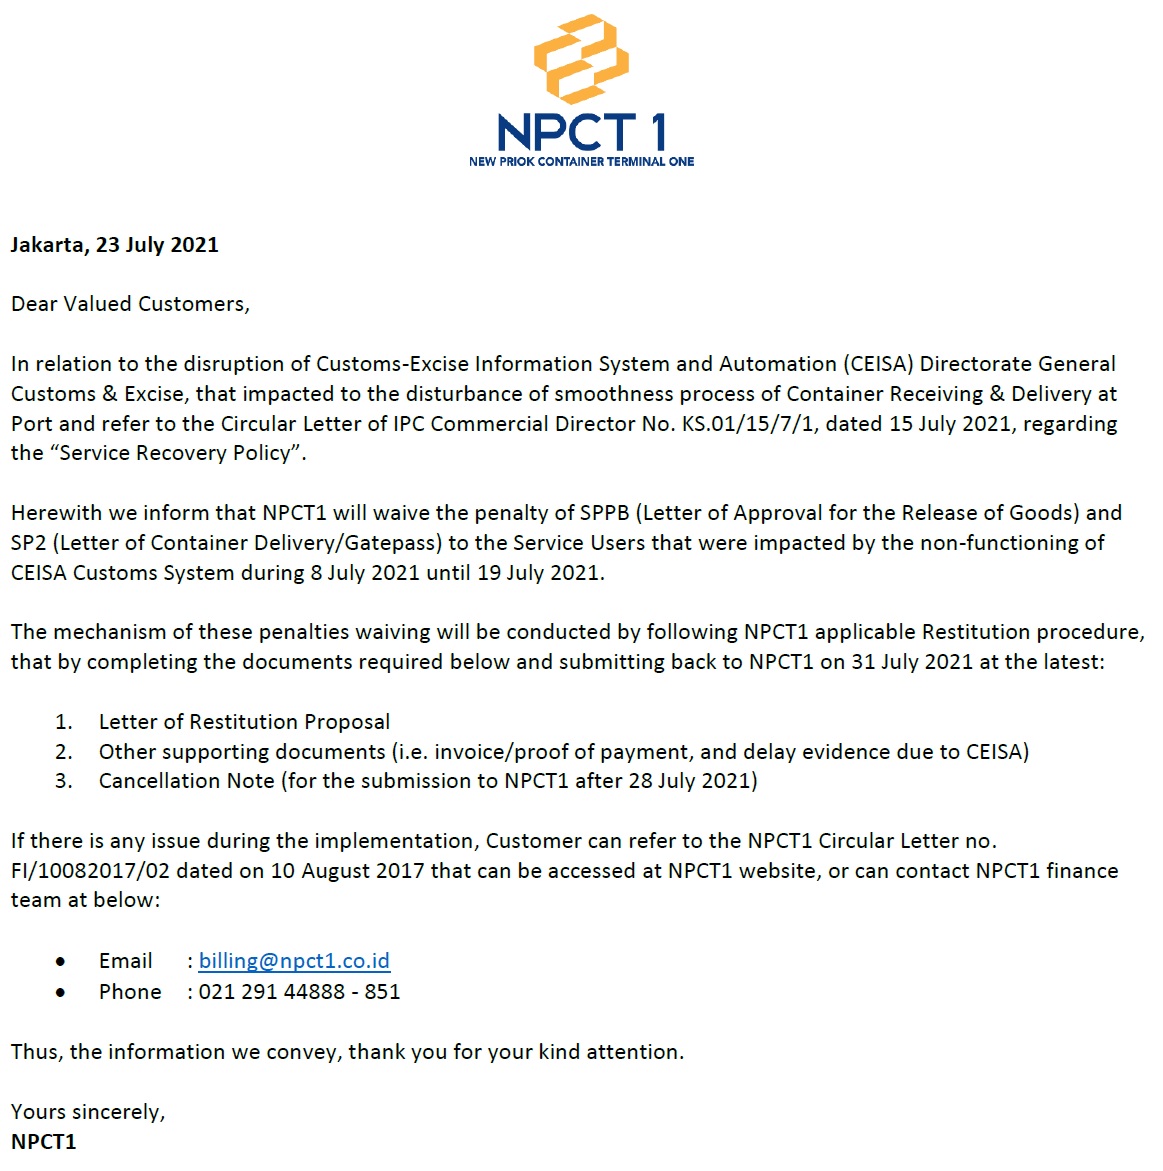 NPCT 1
NEW PRIOK CONTAINER TERMINAL ONE
Jakarta, 23 July 2021
Dear Valued Customers,
In relation to the disruption of Customs-Excise Information System and Automation (CEISA) Directorate General
Customs & Excise, that impacted to the disturbance of smoothness process of Container Receiving & Delivery at
Port and refer to the Circular Letter of IPC Commercial Director No. KS.01/15/7/1, dated 15 July 2021, regarding
the “Service Recovery Policy”.
Herewith we inform that NPCT1 will waive the penalty of SPPB (Letter of Approval for the Release of Goods) and
SP2 (Letter of Container Delivery/Gatepass) to the Service Users that were impacted by the non-functioning of
CEISA Customs System during 8 July 2021 until 19 July 2021.
The mechanism of these penalties waiving will be conducted by following NPCT1 applicable Restitution procedure,
that by completing the documents required below and submitting back to NPCT1 on 31 July 2021 at the latest:
1. Letter of Restitution Proposal
2. Other supporting documents (i.e. invoice/proof of payment, and delay evidence due to CEISA)
3. Cancellation Note (for the submission to NPCT1 after 28 July 2021)
If there is any issue during the implementation, Customer can refer to the NPCT1 Circular Letter no.
FI/10082017/02 dated on 10 August 2017 that can be accessed at NPCT1 website, or can contact NPCT1 finance
team at below:
• Email : billing@npct1.co.id
• Phone : 021 291 44888 - 851
Thus, the information we convey, thank you for your kind attention.
Yours sincerely,
NPCT1